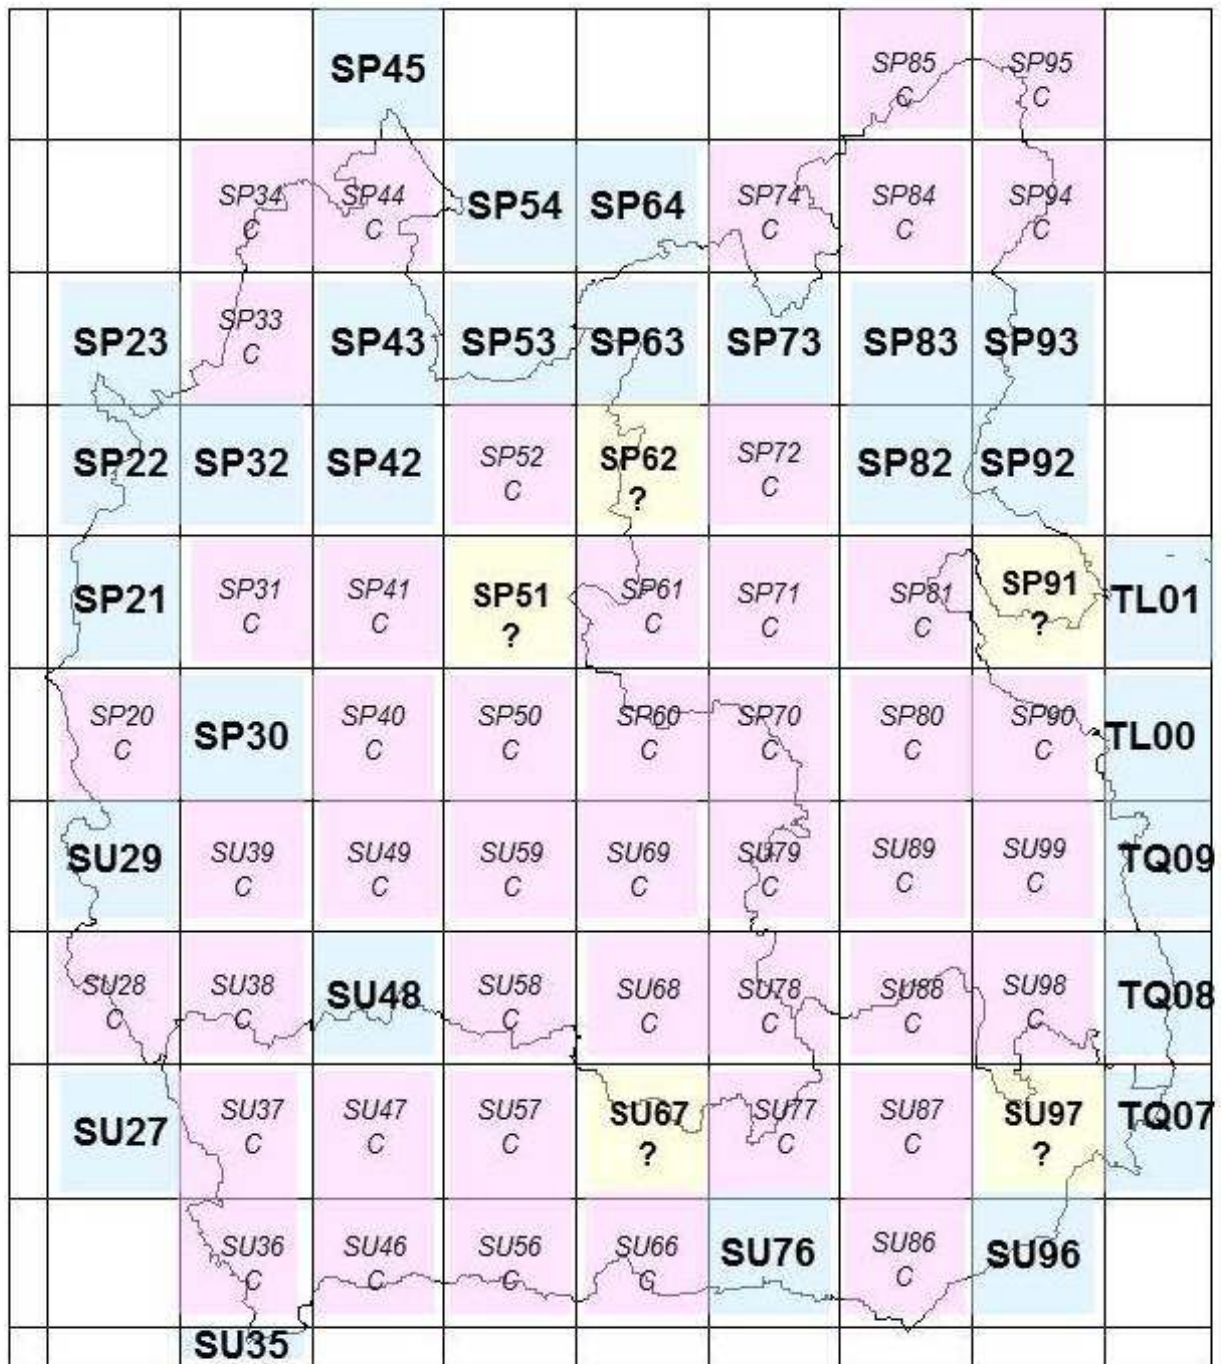 SP45 SP85 SP95
C C
SP34 SP44 SP54 SP64 SP74 SP84 SP94
C C C C C
SP23 SP33 SP43 SP53 SP63 SP73 SP83 SP93
C
SP22 SP32 SP42 SP52 SP62 SP72 SP82 SP92
C ? C
SP21 SP31 SP41 SP51 SP61 SP71 SP81 SP91 TL01
C C ? C C C ?
SP20 SP30 SP40 SP50 SP60 SP70 SP80 SP90 TL00
C C C C C C C
SU29 SU39 SU49 SU59 SU69 SU79 SU89 SU99 TQ09
C C C C C C C
SU28 SU38 SU48 SU58 SU68 SU78 SU88 SU98 TQ08
C C C C C C C
SU27 SU37 SU47 SU57 SU67 SU77 SU87 SU97 TQ07
C C C ? C C ?
SU36 SU46 SU56 SU66 SU76 SU86 SU96
C C C C C
SU35